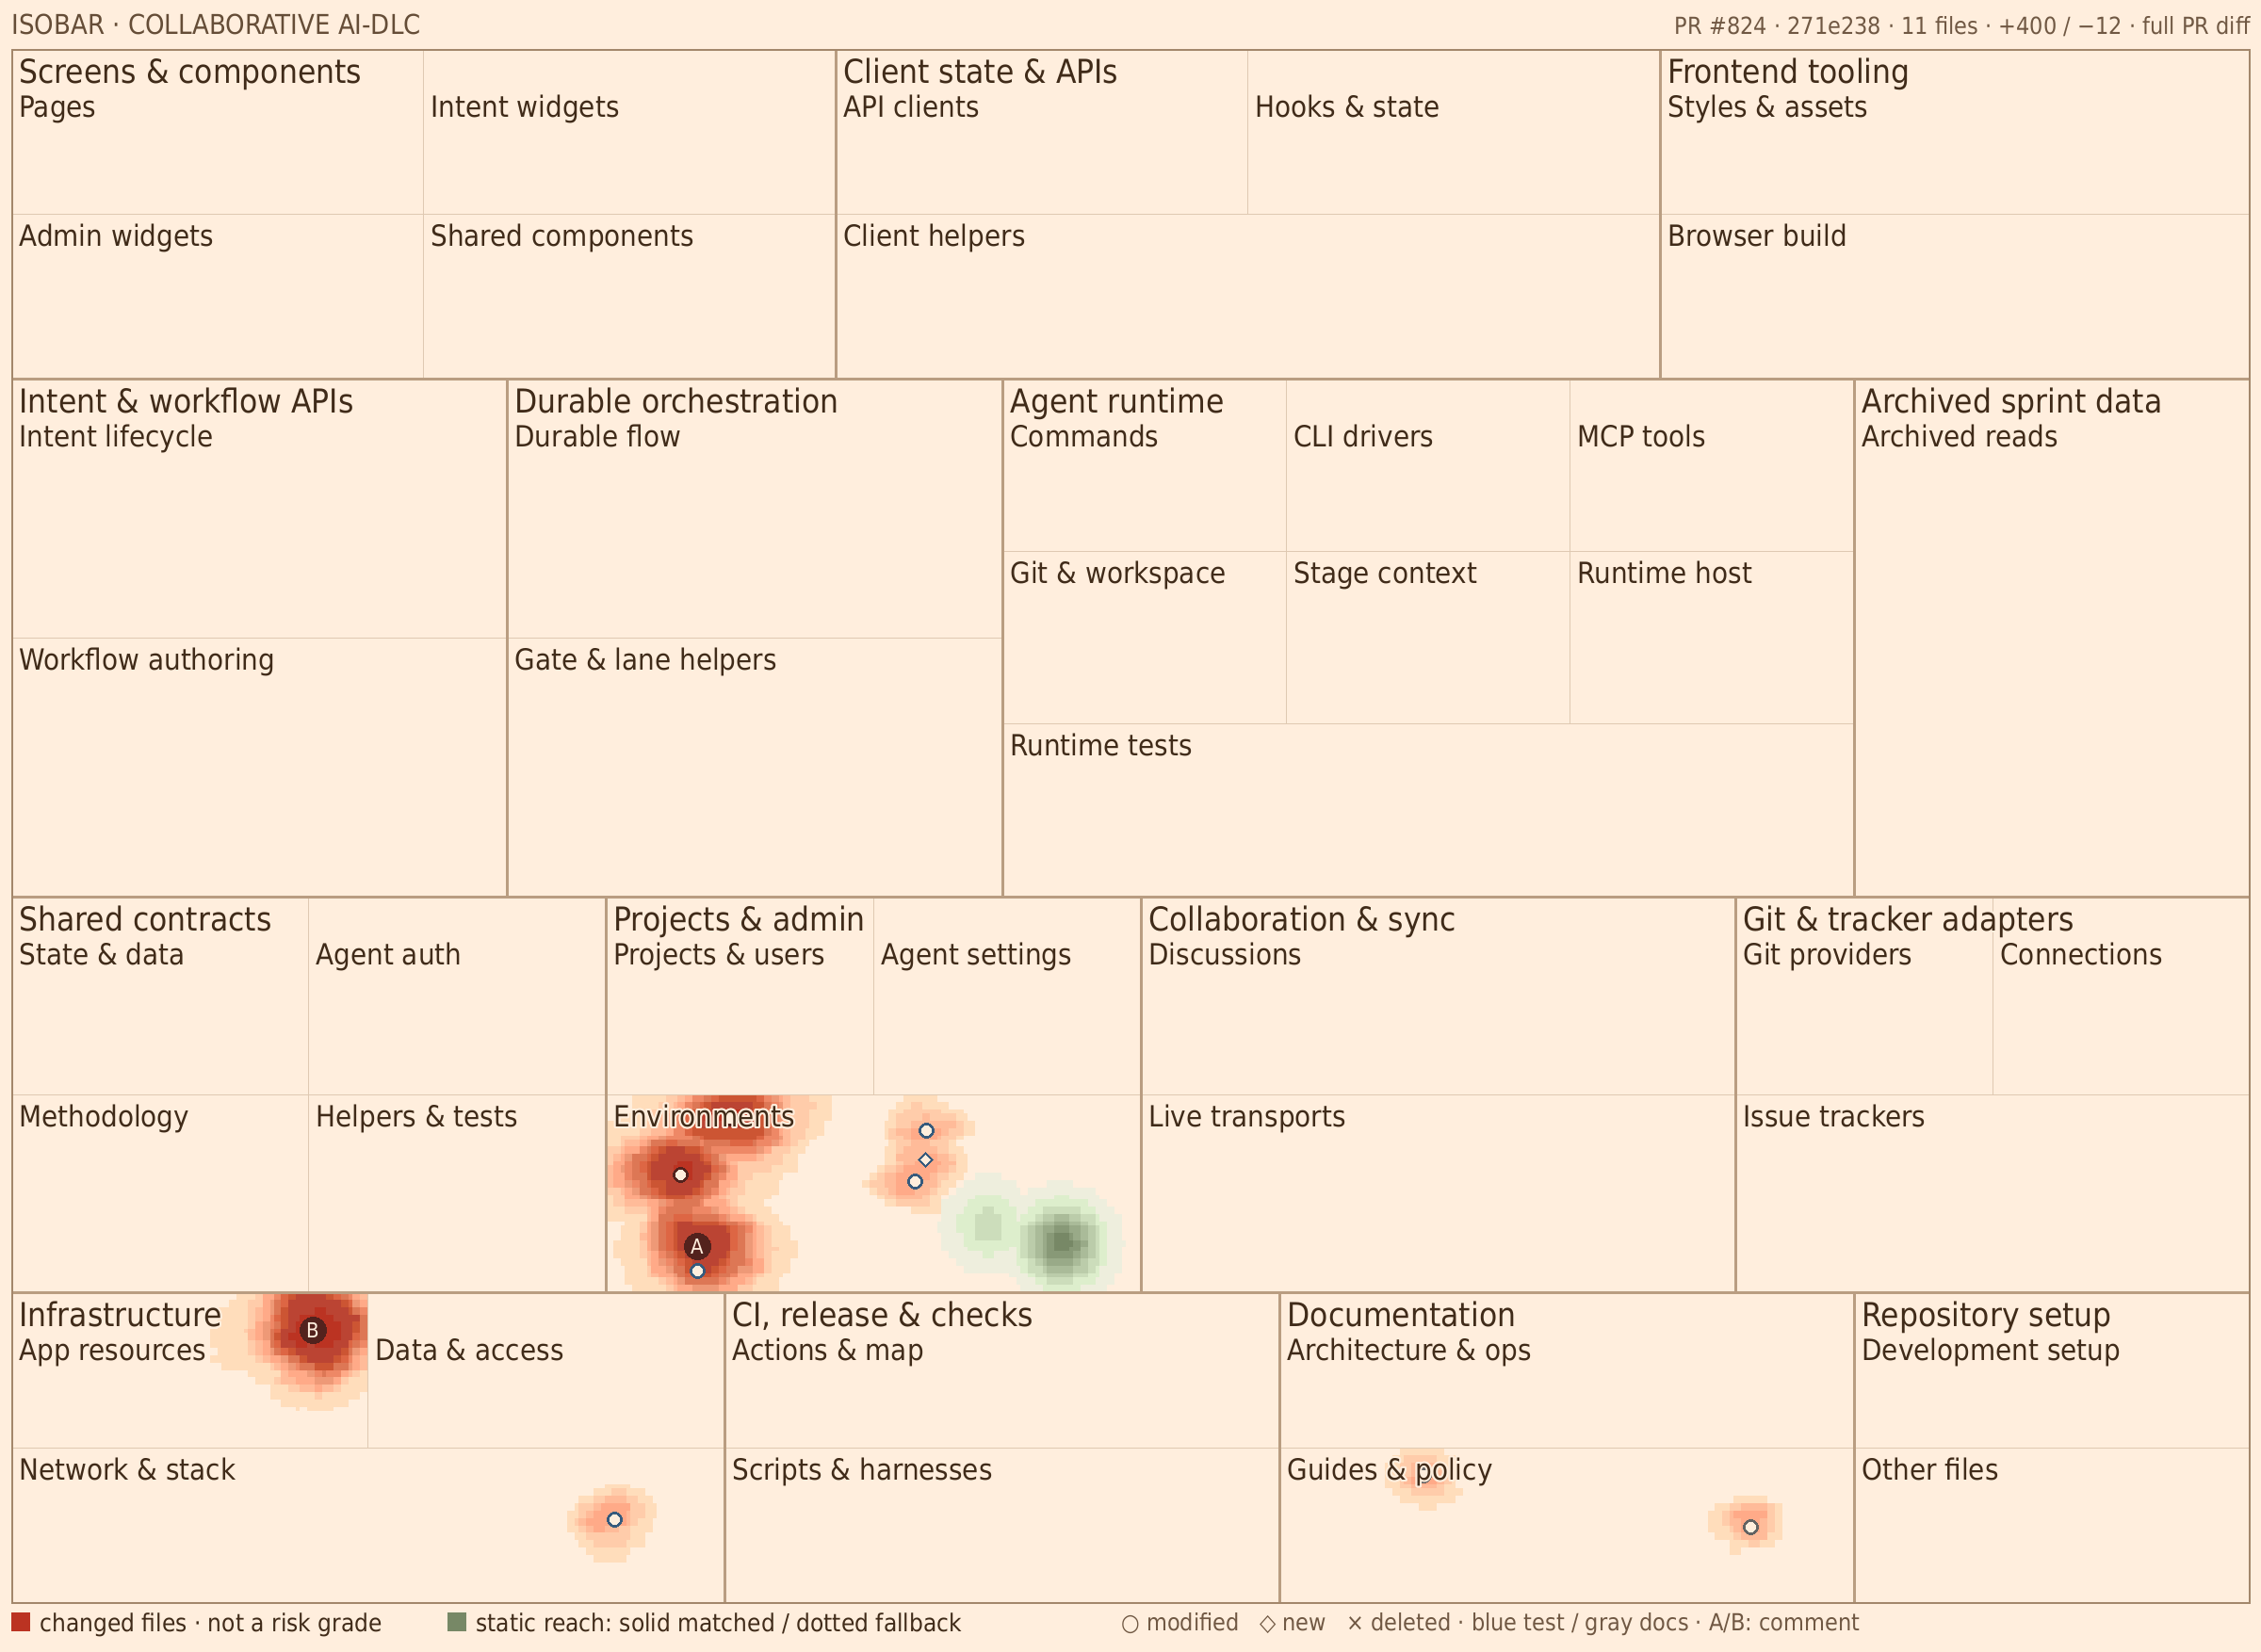 ISOBAR · COLLABORATIVE AI-DLC
PR #824 · 271e238 · 11 files · +400 / −12 · full PR diff
Screens & components
Pages
Intent widgets
Client state & APIs
API clients
Hooks & state
Frontend tooling
Styles & assets
Admin widgets
Shared components
Client helpers
Browser build
Intent & workflow APIs
Intent lifecycle
Durable orchestration
Durable flow
Agent runtime
Commands
CLI drivers
MCP tools
Archived sprint data
Archived reads
Git & workspace
Stage context
Runtime host
Workflow authoring
Gate & lane helpers
Runtime tests
Shared contracts
State & data
Agent auth
Projects & admin
Projects & users
Agent settings
Collaboration & sync
Discussions
Git & tracker adapters
Git providers
Connections
Methodology
Helpers & tests
Environments
Live transports
Issue trackers
A
Infrastructure
App resources
B
Data & access
CI, release & checks
Actions & map
Documentation
Architecture & ops
Repository setup
Development setup
Network & stack
Scripts & harnesses
Guides & policy
Other files
changed files · not a risk grade
static reach: solid matched / dotted fallback
○ modified ◇ new × deleted · blue test / gray docs · A/B: comment